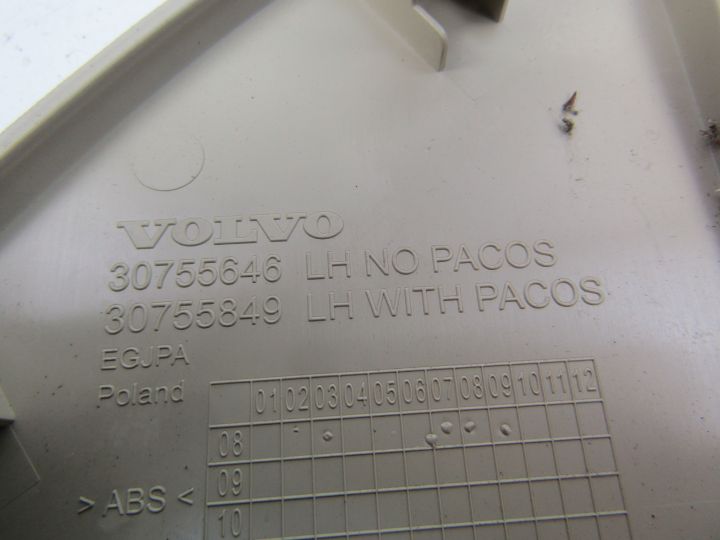 VOLVO
30755646 LH NO PACOS
30755849 LH WITH PACOS
EGJPA
Poland
01 02 03 04 05 06 07 08 09 10 11 12
08
09
> ABS <
10